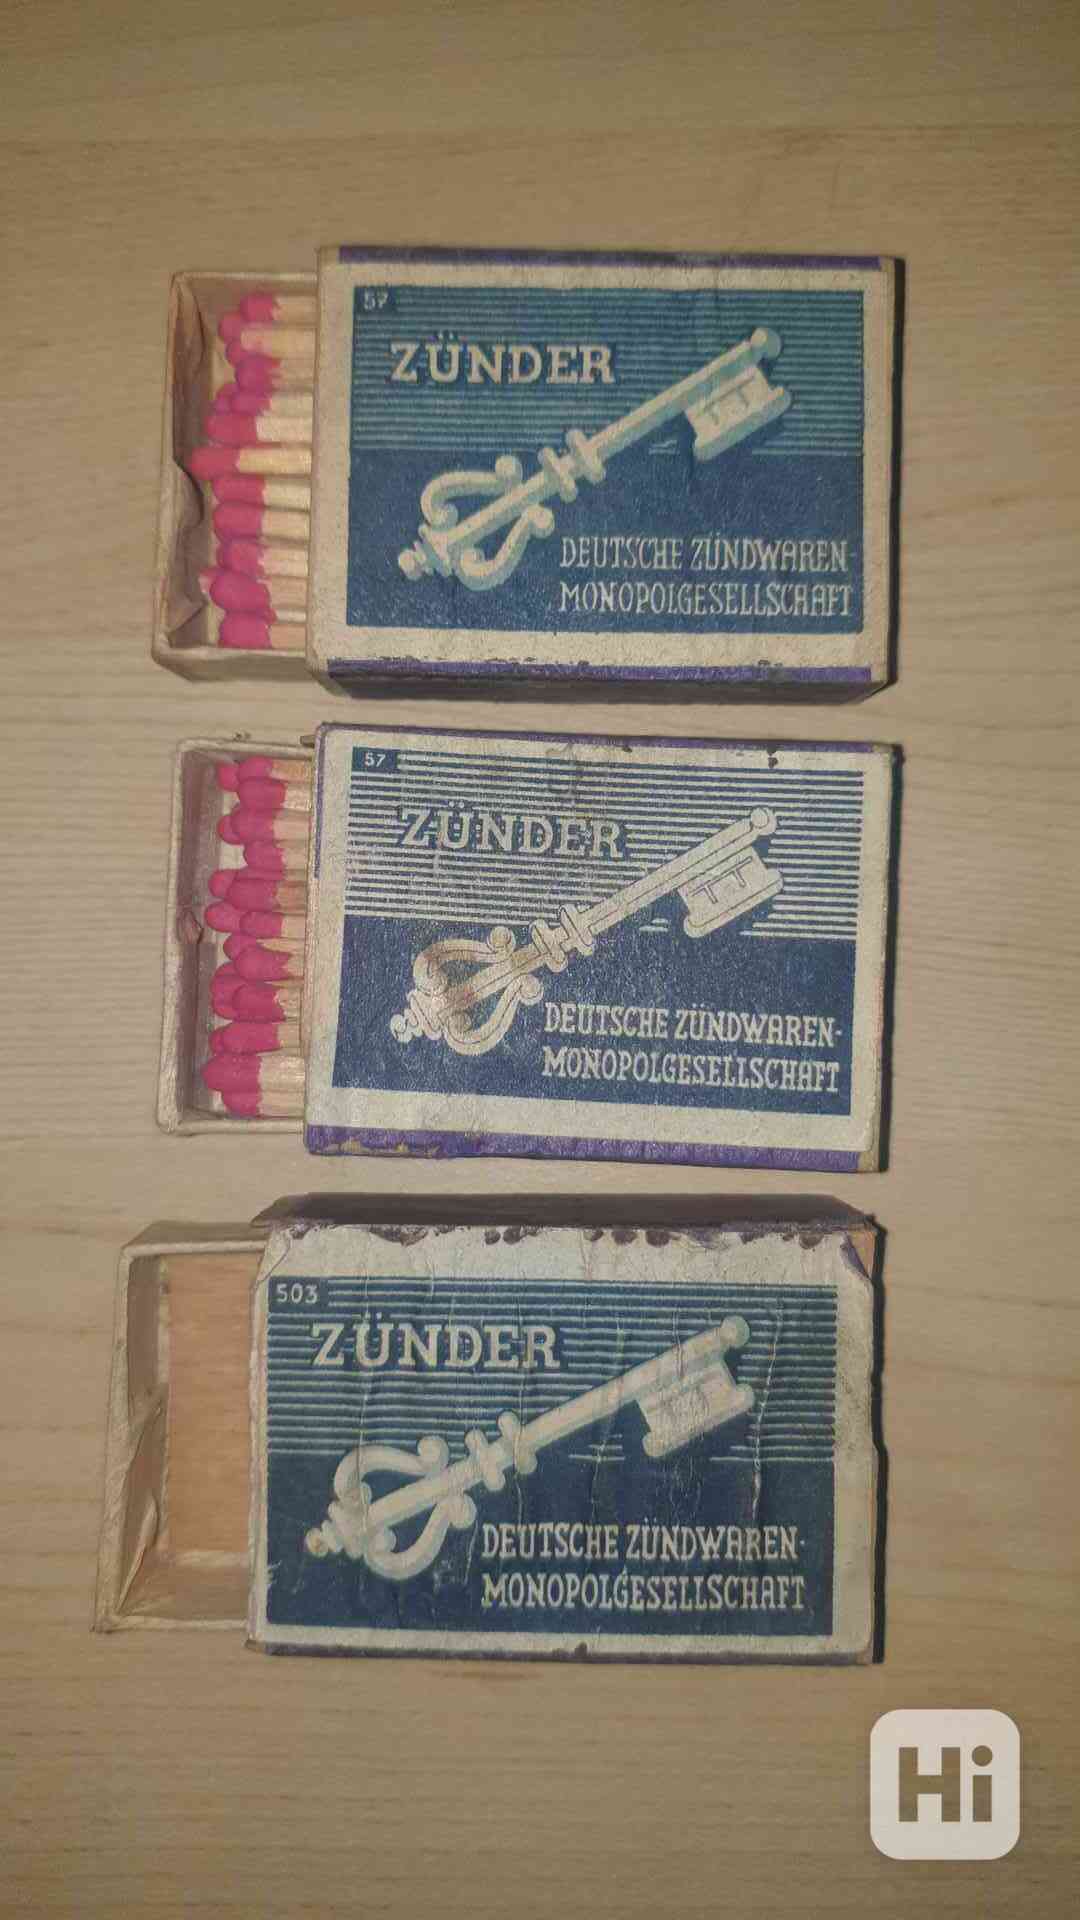 57
ZÜNDER
DEUTSCHE ZÜNDWAREN-
MONOPOLGESELLSCHAFT
57
ZÜNDER
DEUTSCHE ZÜNDWAREN-
MONOPOLGESELLSCHAFT
503
ZÜNDER
DEUTSCHE ZÜNDWAREN-
MONOPOLGESELLSCHAFT
Hi